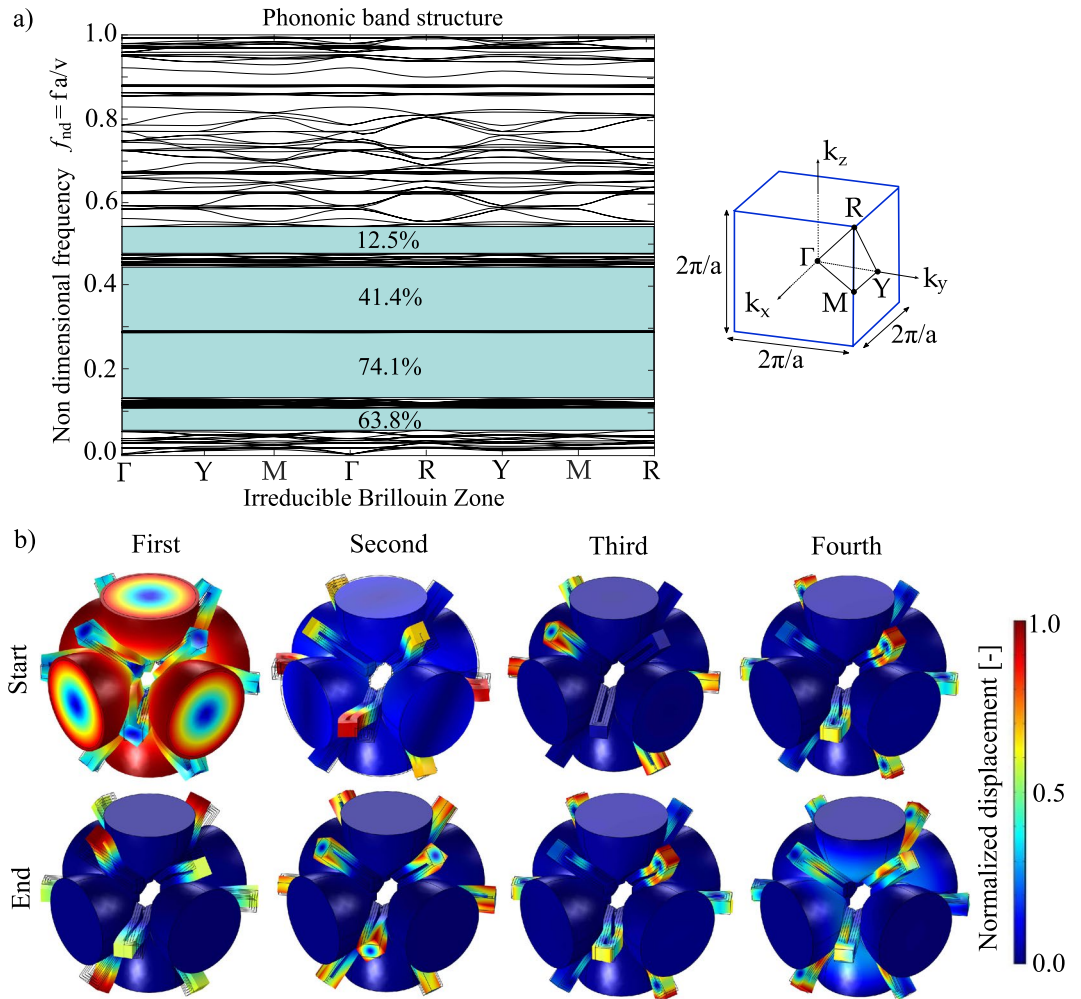 a)
Phononic band structure
Non dimensional frequency f_nd = f a/v
1.0
0.8
0.6
0.4
0.2
0.0
12.5%
41.4%
74.1%
63.8%
Γ Y M Γ R Y M R
Irreducible Brillouin Zone
k_z
R
2π/a
Γ
Y
k_y
M
k_x
2π/a
2π/a
b)
First Second Third Fourth
Start
End
1.0
0.5
0.0
Normalized displacement [-]